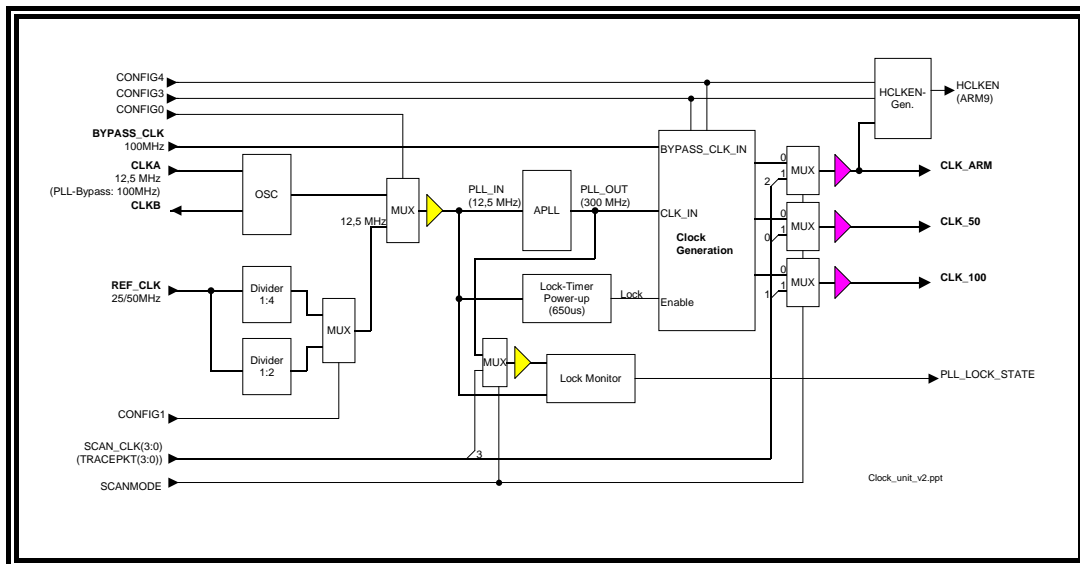 CONFIG4
CONFIG3
CONFIG0
BYPASS_CLK
100MHz
CLKA
12,5 MHz
(PLL-Bypass: 100MHz)
CLKB
OSC
12,5 MHz
MUX
REF_CLK
25/50MHz
Divider
1:4
Divider
1:2
MUX
CONFIG1
SCAN_CLK(3:0)
(TRACEPKT(3:0))
SCANMODE
PLL_IN
(12,5 MHz)
APLL
PLL_OUT
(300 MHz)
Lock-Timer
Power-up
(650us)
Lock
MUX
3
Lock Monitor
BYPASS_CLK_IN
CLK_IN
Clock
Generation
Enable
0
1
2
MUX
0
1
0
MUX
0
1
1
MUX
HCLKEN-
Gen.
HCLKEN
(ARM9)
CLK_ARM
CLK_50
CLK_100
PLL_LOCK_STATE
Clock_unit_v2.ppt